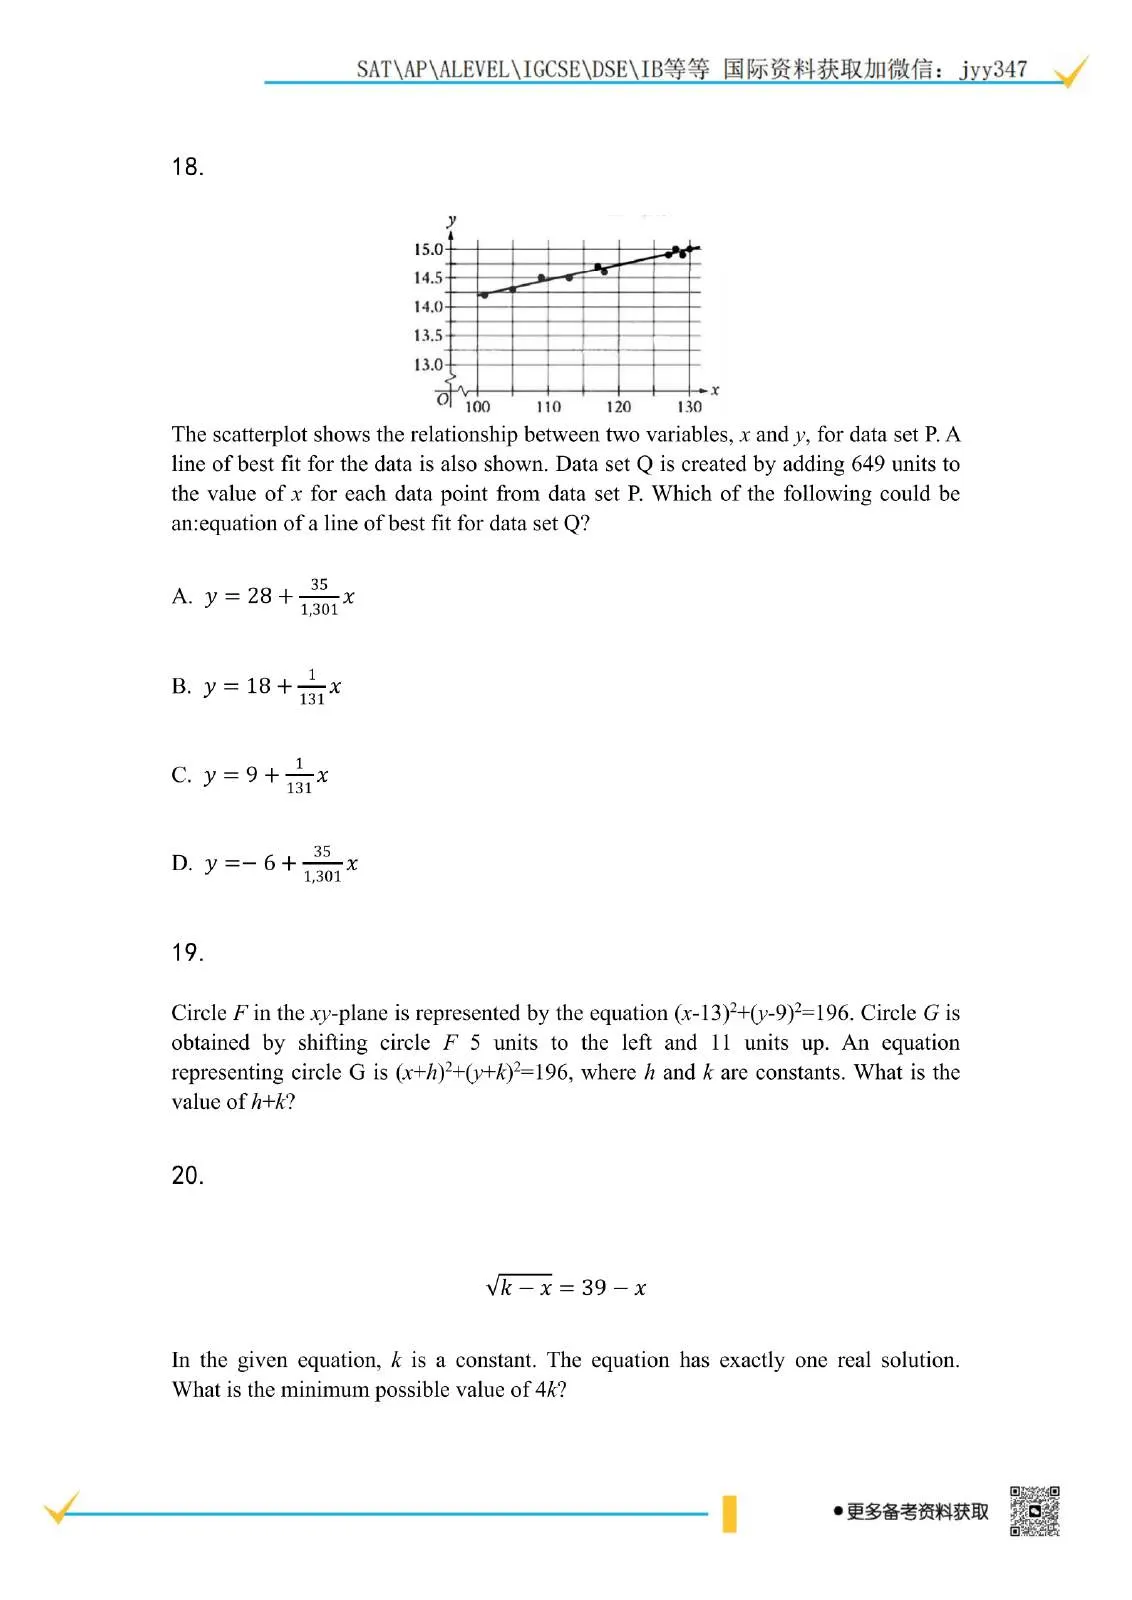 SAT\AP\ALEVEL\IGCSE\DSE\IB等等 国际资料获取加微信：jyy347
18.
y
15.0
14.5
14.0
13.5
13.0
O 100 110 120 130 x
The scatterplot shows the relationship between two variables, x and y, for data set P. A
line of best fit for the data is also shown. Data set Q is created by adding 649 units to
the value of x for each data point from data set P. Which of the following could be
an:equation of a line of best fit for data set Q?
A. y = 28 + 35/1,301 x
B. y = 18 + 1/131 x
C. y = 9 + 1/131 x
D. y =− 6 + 35/1,301 x
19.
Circle F in the xy-plane is represented by the equation (x-13)²+(y-9)²=196. Circle G is
obtained by shifting circle F 5 units to the left and 11 units up. An equation
representing circle G is (x+h)²+(y+k)²=196, where h and k are constants. What is the
value of h+k?
20.
√(k − x) = 39 − x
In the given equation, k is a constant. The equation has exactly one real solution.
What is the minimum possible value of 4k?
●更多备考资料获取